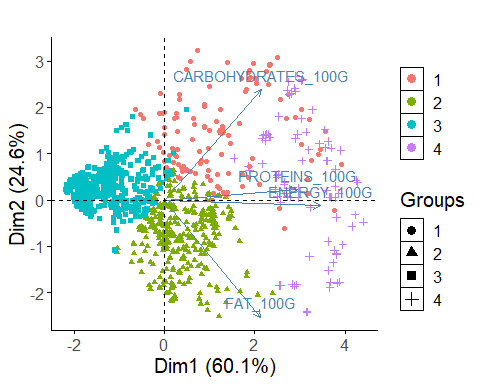 3
2
1
0
-1
-2
-2
0
2
4
Dim2 (24.6%)
Dim1 (60.1%)
CARBOHYDRATES_100G
PROTEINS_100G
ENERGY_100G
FAT_100G
1
2
3
4
Groups
1
2
3
4